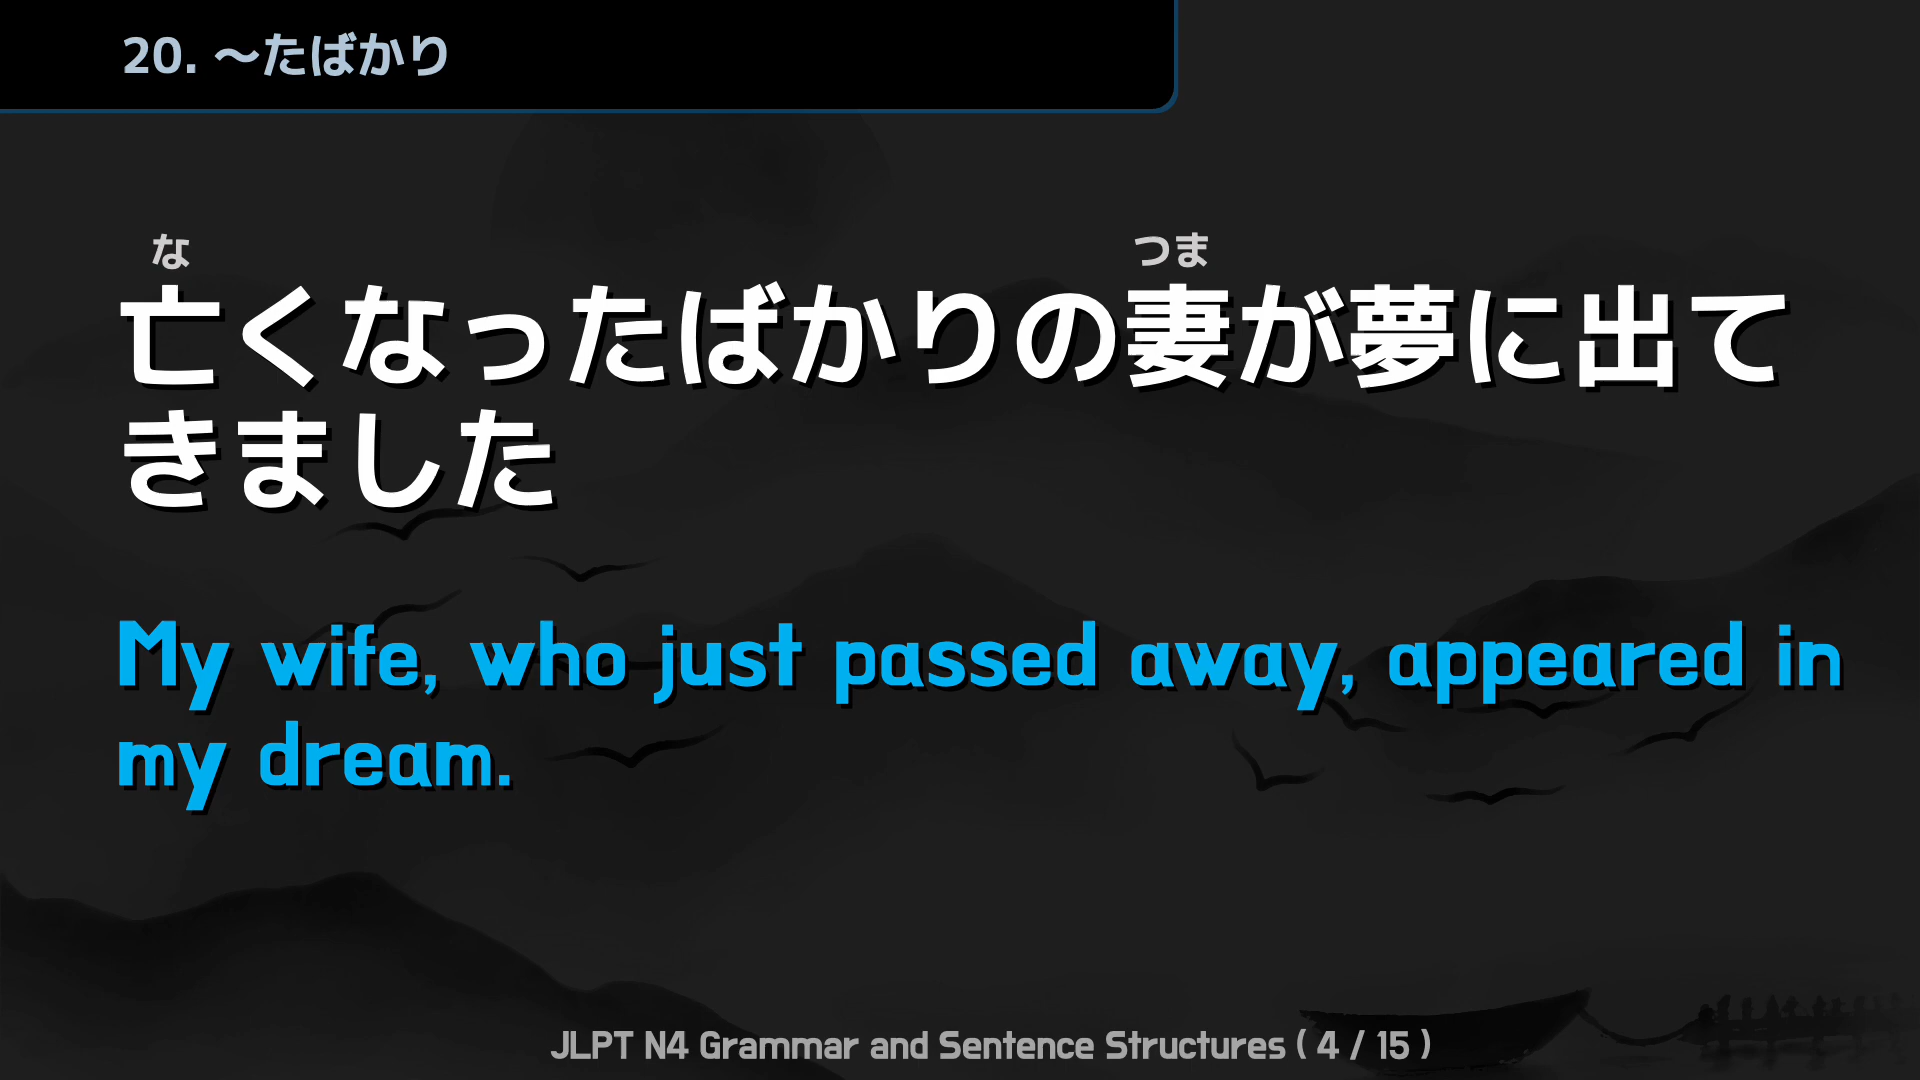 20. ～たばかり
な つま
亡くなったばかりの妻が夢に出て
きました
My wife, who just passed away, appeared in
my dream.
JLPT N4 Grammar and Sentence Structures ( 4 / 15 )